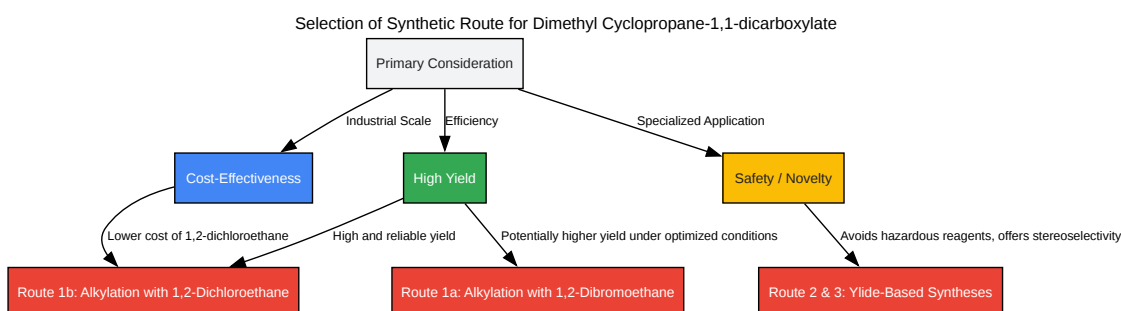 Selection of Synthetic Route for Dimethyl Cyclopropane-1,1-dicarboxylate
Primary Consideration
Industrial Scale
Efficiency
Specialized Application
Cost-Effectiveness
High Yield
Safety / Novelty
Lower cost of 1,2-dichloroethane
High and reliable yield
Potentially higher yield under optimized conditions
Avoids hazardous reagents, offers stereoselectivity
Route 1b: Alkylation with 1,2-Dichloroethane
Route 1a: Alkylation with 1,2-Dibromoethane
Route 2 & 3: Ylide-Based Syntheses